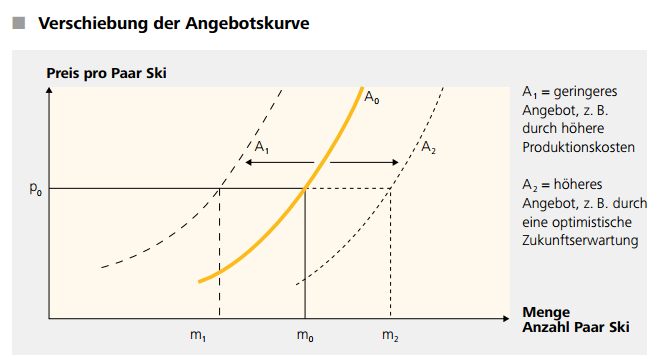 Verschiebung der Angebotskurve
Preis pro Paar Ski
A₀
A₁
A₂
p₀
m₁
m₀
m₂
Menge
Anzahl Paar Ski
A₁ = geringeres
Angebot, z. B.
durch höhere
Produktionskosten
A₂ = höheres
Angebot, z. B. durch
eine optimistische
Zukunftserwartung